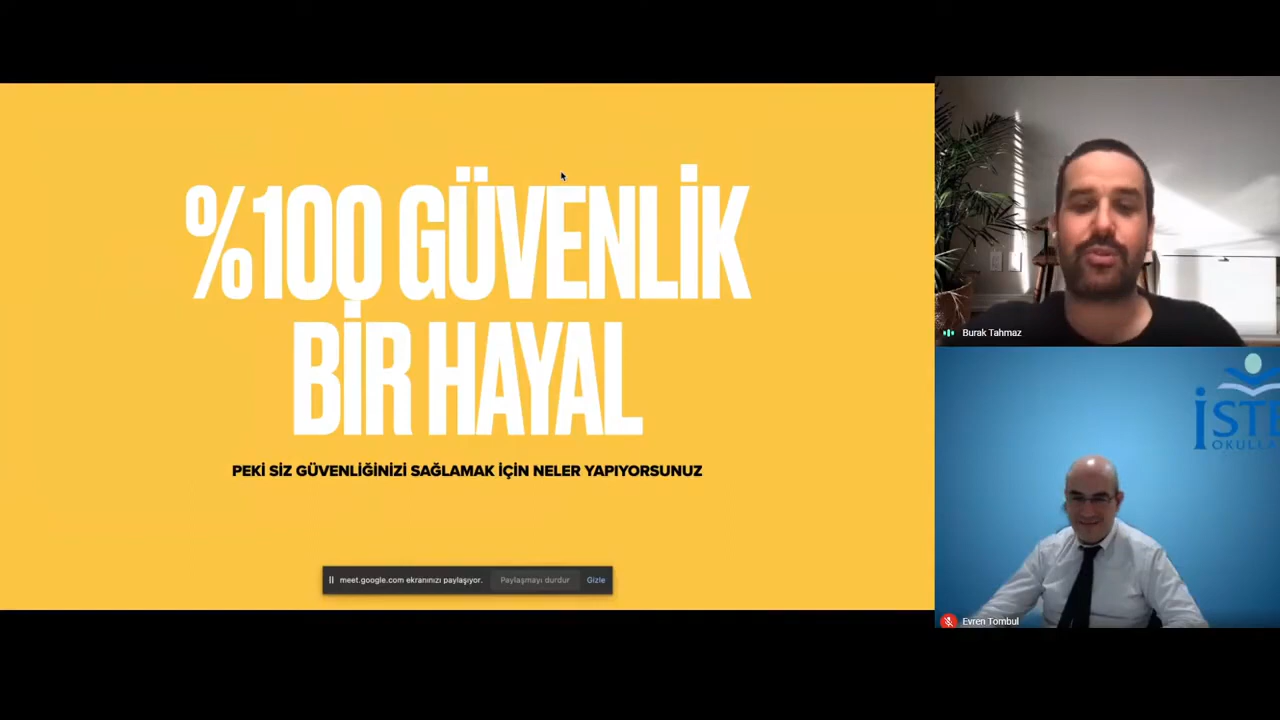 %100 GÜVENLİK
BİR HAYAL
PEKİ SİZ GÜVENLİĞİNİZİ SAĞLAMAK İÇİN NELER YAPIYORSUNUZ
meet.google.com ekranınızı paylaşıyor. Paylaşmayı durdur Gizle
Burak Tahmaz
Evren Tombul